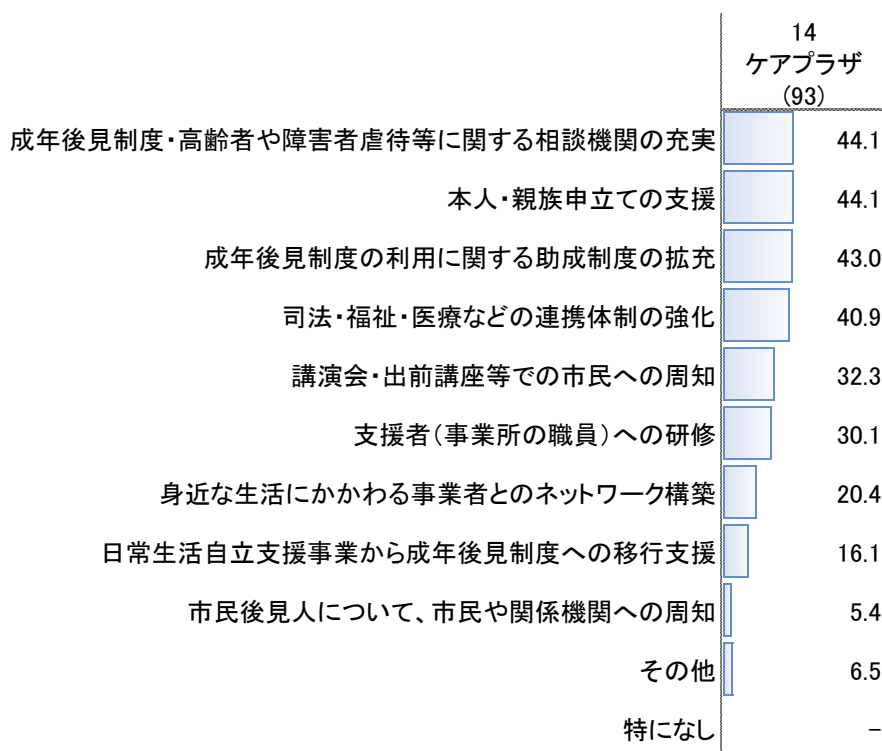 14
ケアプラザ
(93)
成年後見制度・高齢者や障害者虐待等に関する相談機関の充実 44.1
本人・親族申立ての支援 44.1
成年後見制度の利用に関する助成制度の拡充 43.0
司法・福祉・医療などの連携体制の強化 40.9
講演会・出前講座等での市民への周知 32.3
支援者（事業所の職員）への研修 30.1
身近な生活にかかわる事業者とのネットワーク構築 20.4
日常生活自立支援事業から成年後見制度への移行支援 16.1
市民後見人について、市民や関係機関への周知 5.4
その他 6.5
特になし －